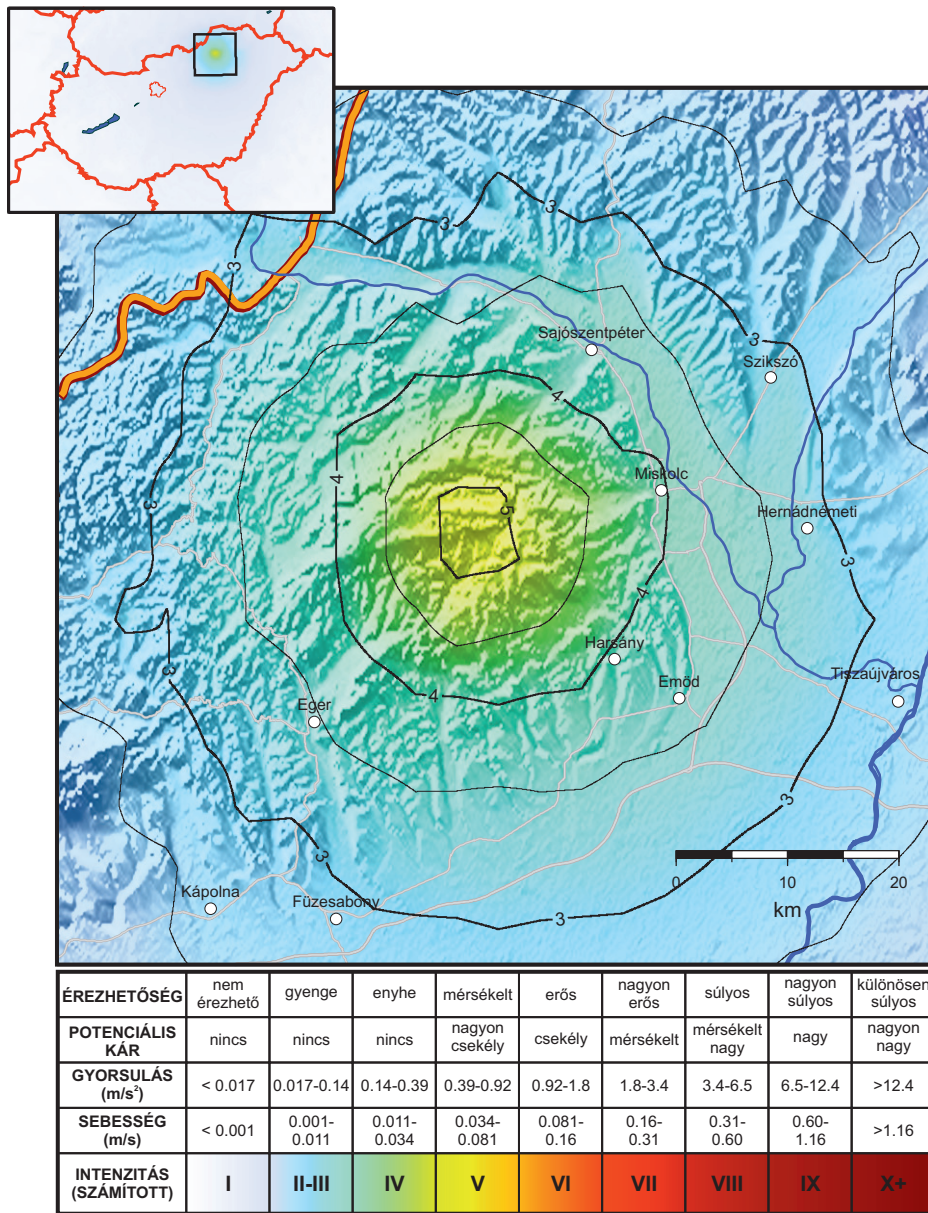 3
3
3
3
Sajószentpéter
3
Szikszó
4
4
Miskolc
5
3
Hernádnémeti
3
4
Harsány
3
Emőd
Tiszaújváros
4
Eger
3
3
Kápolna
Füzesabony
3
0 10 20
km
ÉREZHETŐSÉG nem érezhető gyenge enyhe mérsékelt erős nagyon erős súlyos nagyon súlyos különösen súlyos
POTENCIÁLIS KÁR nincs nincs nincs nagyon csekély csekély mérsékelt mérsékelt nagy nagy nagyon nagy
GYORSULÁS (m/s²) < 0.017 0.017-0.14 0.14-0.39 0.39-0.92 0.92-1.8 1.8-3.4 3.4-6.5 6.5-12.4 >12.4
SEBESSÉG (m/s) < 0.001 0.001-0.011 0.011-0.034 0.034-0.081 0.081-0.16 0.16-0.31 0.31-0.60 0.60-1.16 >1.16
INTENZITÁS (SZÁMÍTOTT) I II-III IV V VI VII VIII IX X+